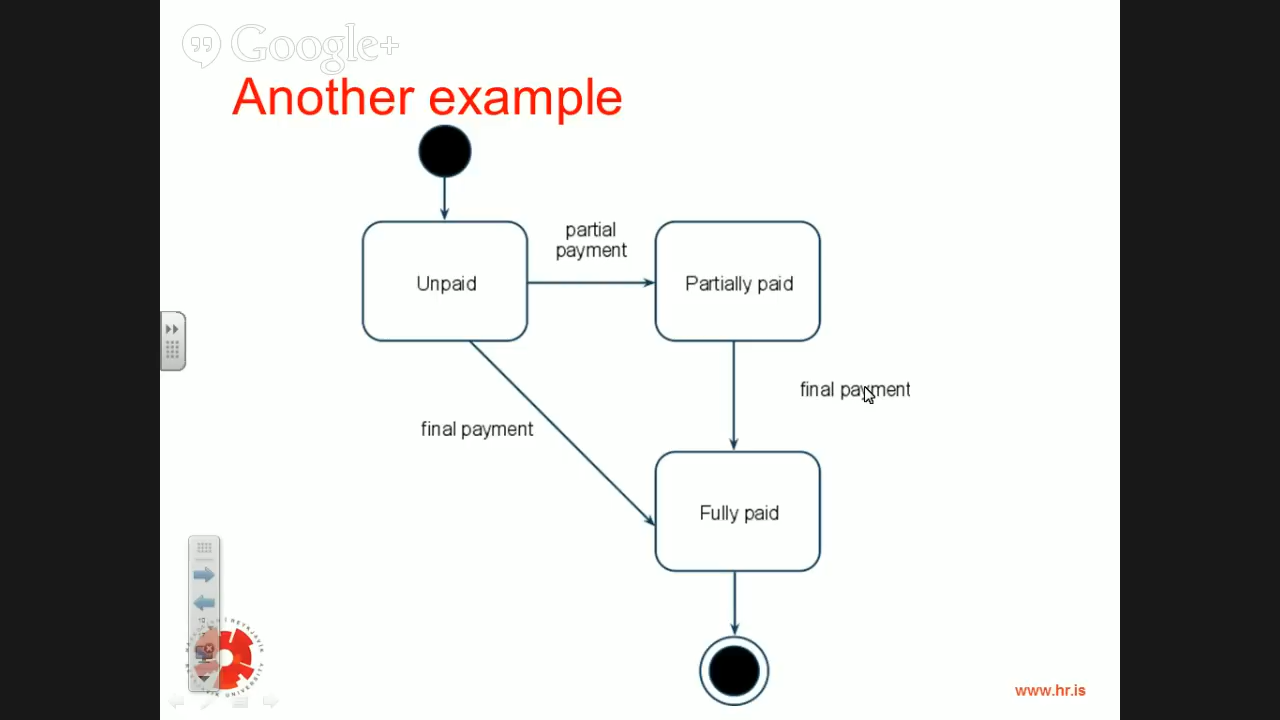 Google+
Another example
partial
payment
Unpaid
Partially paid
final payment
final payment
Fully paid
www.hr.is